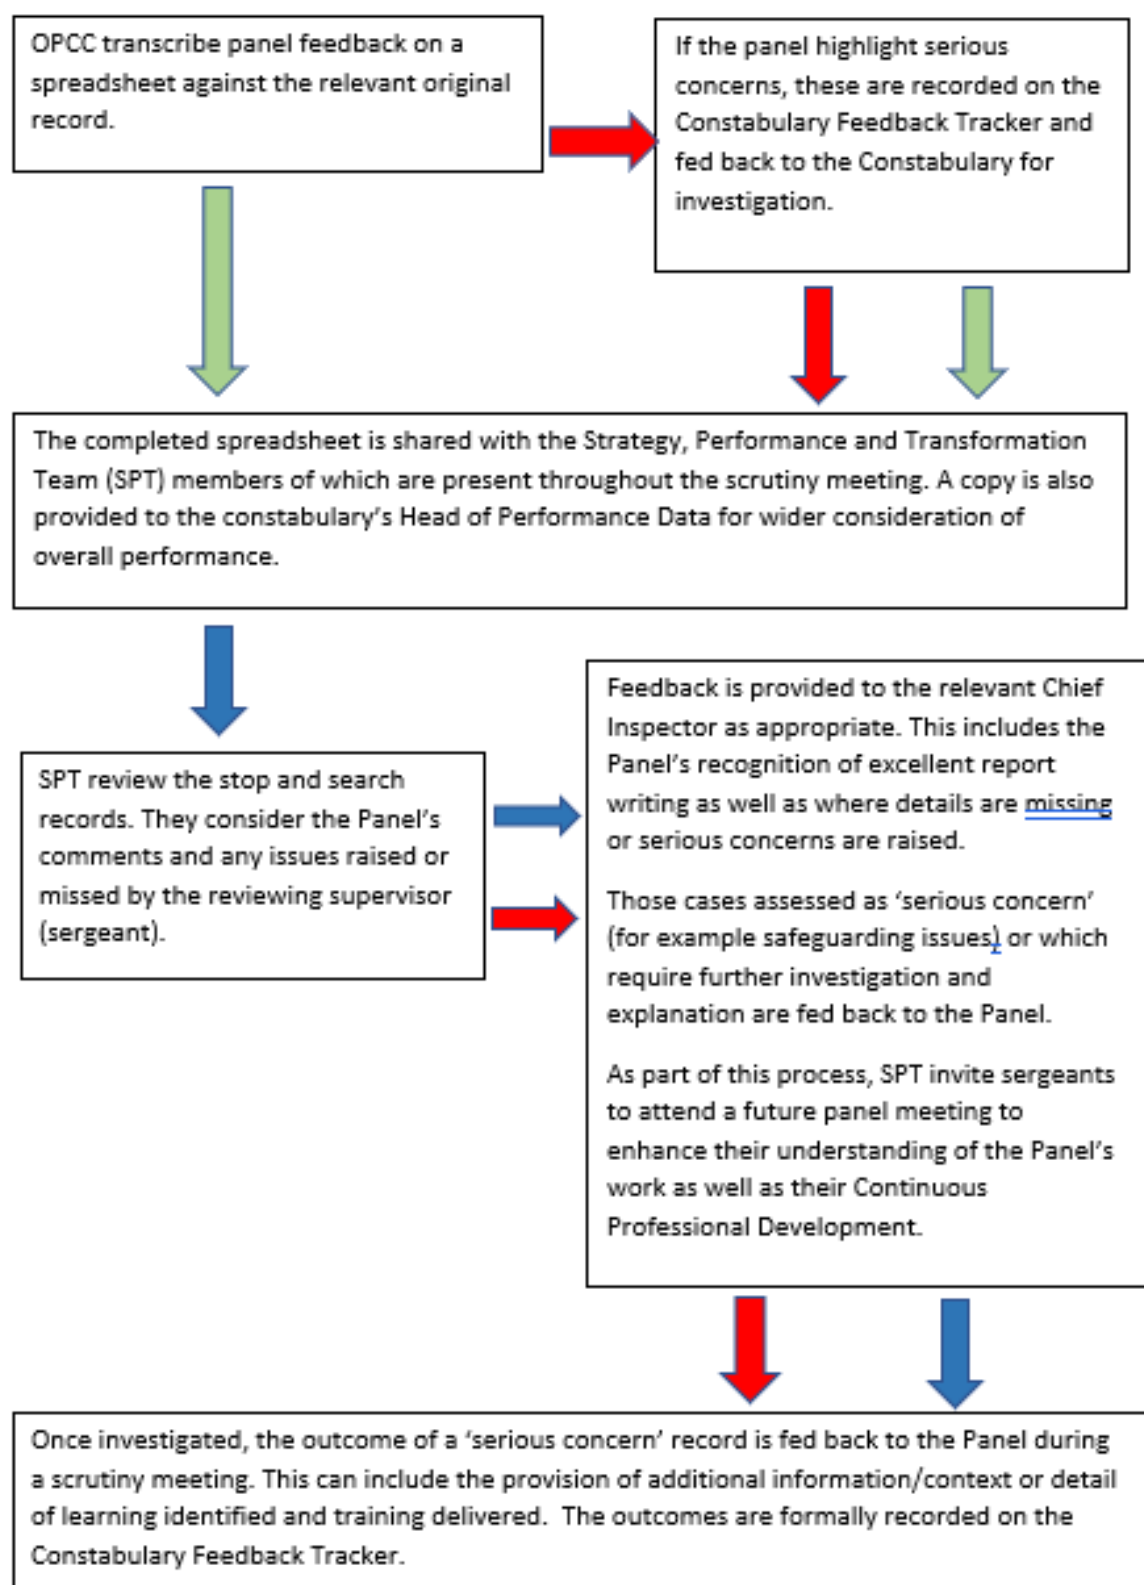 OPCC transcribe panel feedback on a
spreadsheet against the relevant original
record.
If the panel highlight serious
concerns, these are recorded on the
Constabulary Feedback Tracker and
fed back to the Constabulary for
investigation.
The completed spreadsheet is shared with the Strategy, Performance and Transformation
Team (SPT) members of which are present throughout the scrutiny meeting. A copy is also
provided to the constabulary's Head of Performance Data for wider consideration of
overall performance.
SPT review the stop and search
records. They consider the Panel's
comments and any issues raised or
missed by the reviewing supervisor
(sergeant).
Feedback is provided to the relevant Chief
Inspector as appropriate. This includes the
Panel's recognition of excellent report
writing as well as where details are missing
or serious concerns are raised.
Those cases assessed as 'serious concern'
(for example safeguarding issues) or which
require further investigation and
explanation are fed back to the Panel.
As part of this process, SPT invite sergeants
to attend a future panel meeting to
enhance their understanding of the Panel's
work as well as their Continuous
Professional Development.
Once investigated, the outcome of a 'serious concern' record is fed back to the Panel during
a scrutiny meeting. This can include the provision of additional information/context or detail
of learning identified and training delivered.  The outcomes are formally recorded on the
Constabulary Feedback Tracker.